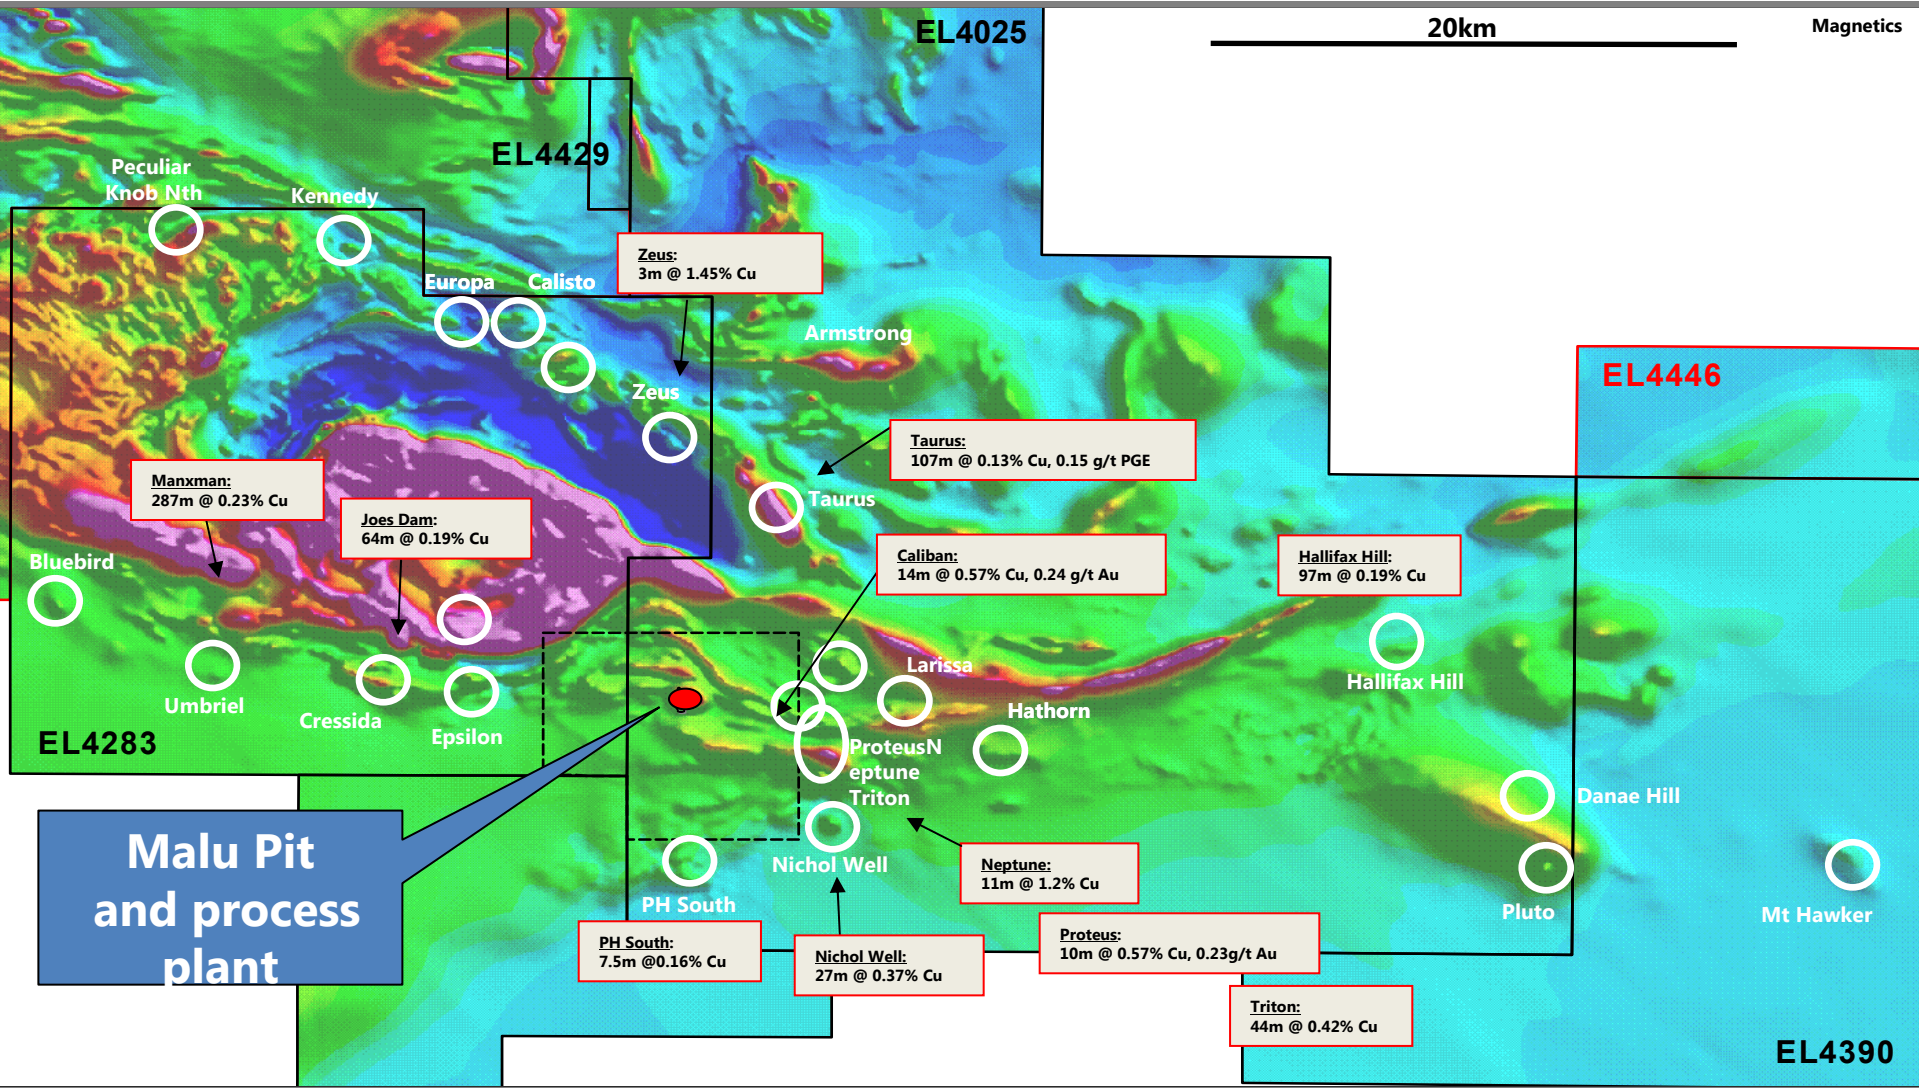 EL4025
20km
Magnetics
EL4429
Peculiar
Knob Nth
Kennedy
Zeus:
3m @ 1.45% Cu
Europa
Calisto
Armstrong
EL4446
Zeus
Taurus:
107m @ 0.13% Cu, 0.15 g/t PGE
Manxman:
287m @ 0.23% Cu
Taurus
Joes Dam:
64m @ 0.19% Cu
Caliban:
14m @ 0.57% Cu, 0.24 g/t Au
Hallifax Hill:
97m @ 0.19% Cu
Bluebird
Larissa
Hallifax Hill
Umbriel
Cressida
Hathorn
Epsilon
EL4283
ProteusN
eptune
Triton
Danae Hill
Malu Pit
and process
plant
Nichol Well
Neptune:
11m @ 1.2% Cu
PH South
Pluto
Mt Hawker
PH South:
7.5m @0.16% Cu
Nichol Well:
27m @ 0.37% Cu
Proteus:
10m @ 0.57% Cu, 0.23g/t Au
Triton:
44m @ 0.42% Cu
EL4390